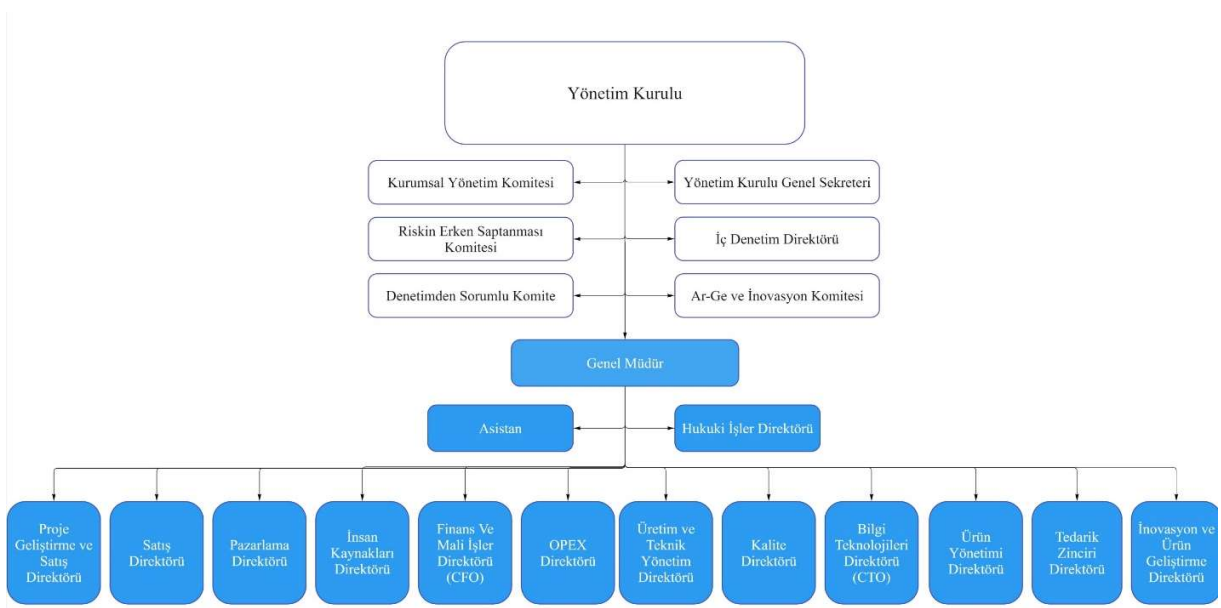 Yönetim Kurulu
Kurumsal Yönetim Komitesi
Yönetim Kurulu Genel Sekreteri
Riskin Erken Saptanması
Komitesi
İç Denetim Direktörü
Denetimden Sorumlu Komite
Ar-Ge ve İnovasyon Komitesi
Genel Müdür
Asistan
Hukuki İşler Direktörü
Proje
Geliştirme ve
Satış
Direktörü
Satış
Direktörü
Pazarlama
Direktörü
İnsan
Kaynakları
Direktörü
Finans Ve
Mali İşler
Direktörü
(CFO)
OPEX
Direktörü
Üretim ve
Teknik
Yönetim
Direktörü
Kalite
Direktörü
Bilgi
Teknolojileri
Direktörü
(CTO)
Ürün
Yönetimi
Direktörü
Tedarik
Zinciri
Direktörü
İnovasyon ve
Ürün
Geliştirme
Direktörü